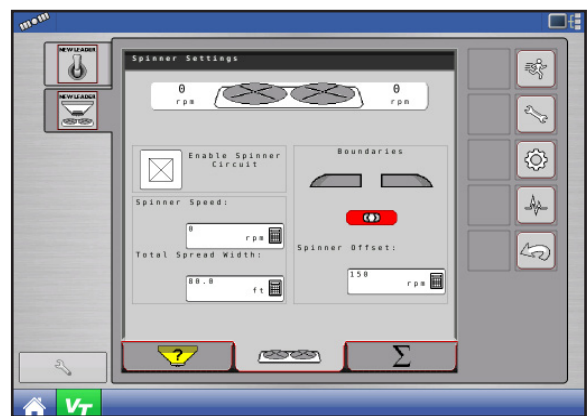 NEW LEADER
NEW LEADER
Spinner Settings
0
rpm
0
rpm
Enable Spinner
Circuit
Boundaries
Spinner Speed:
0
rpm
Total Spread Width:
80.0
ft
Spinner Offset:
150
rpm
?
Σ
VT